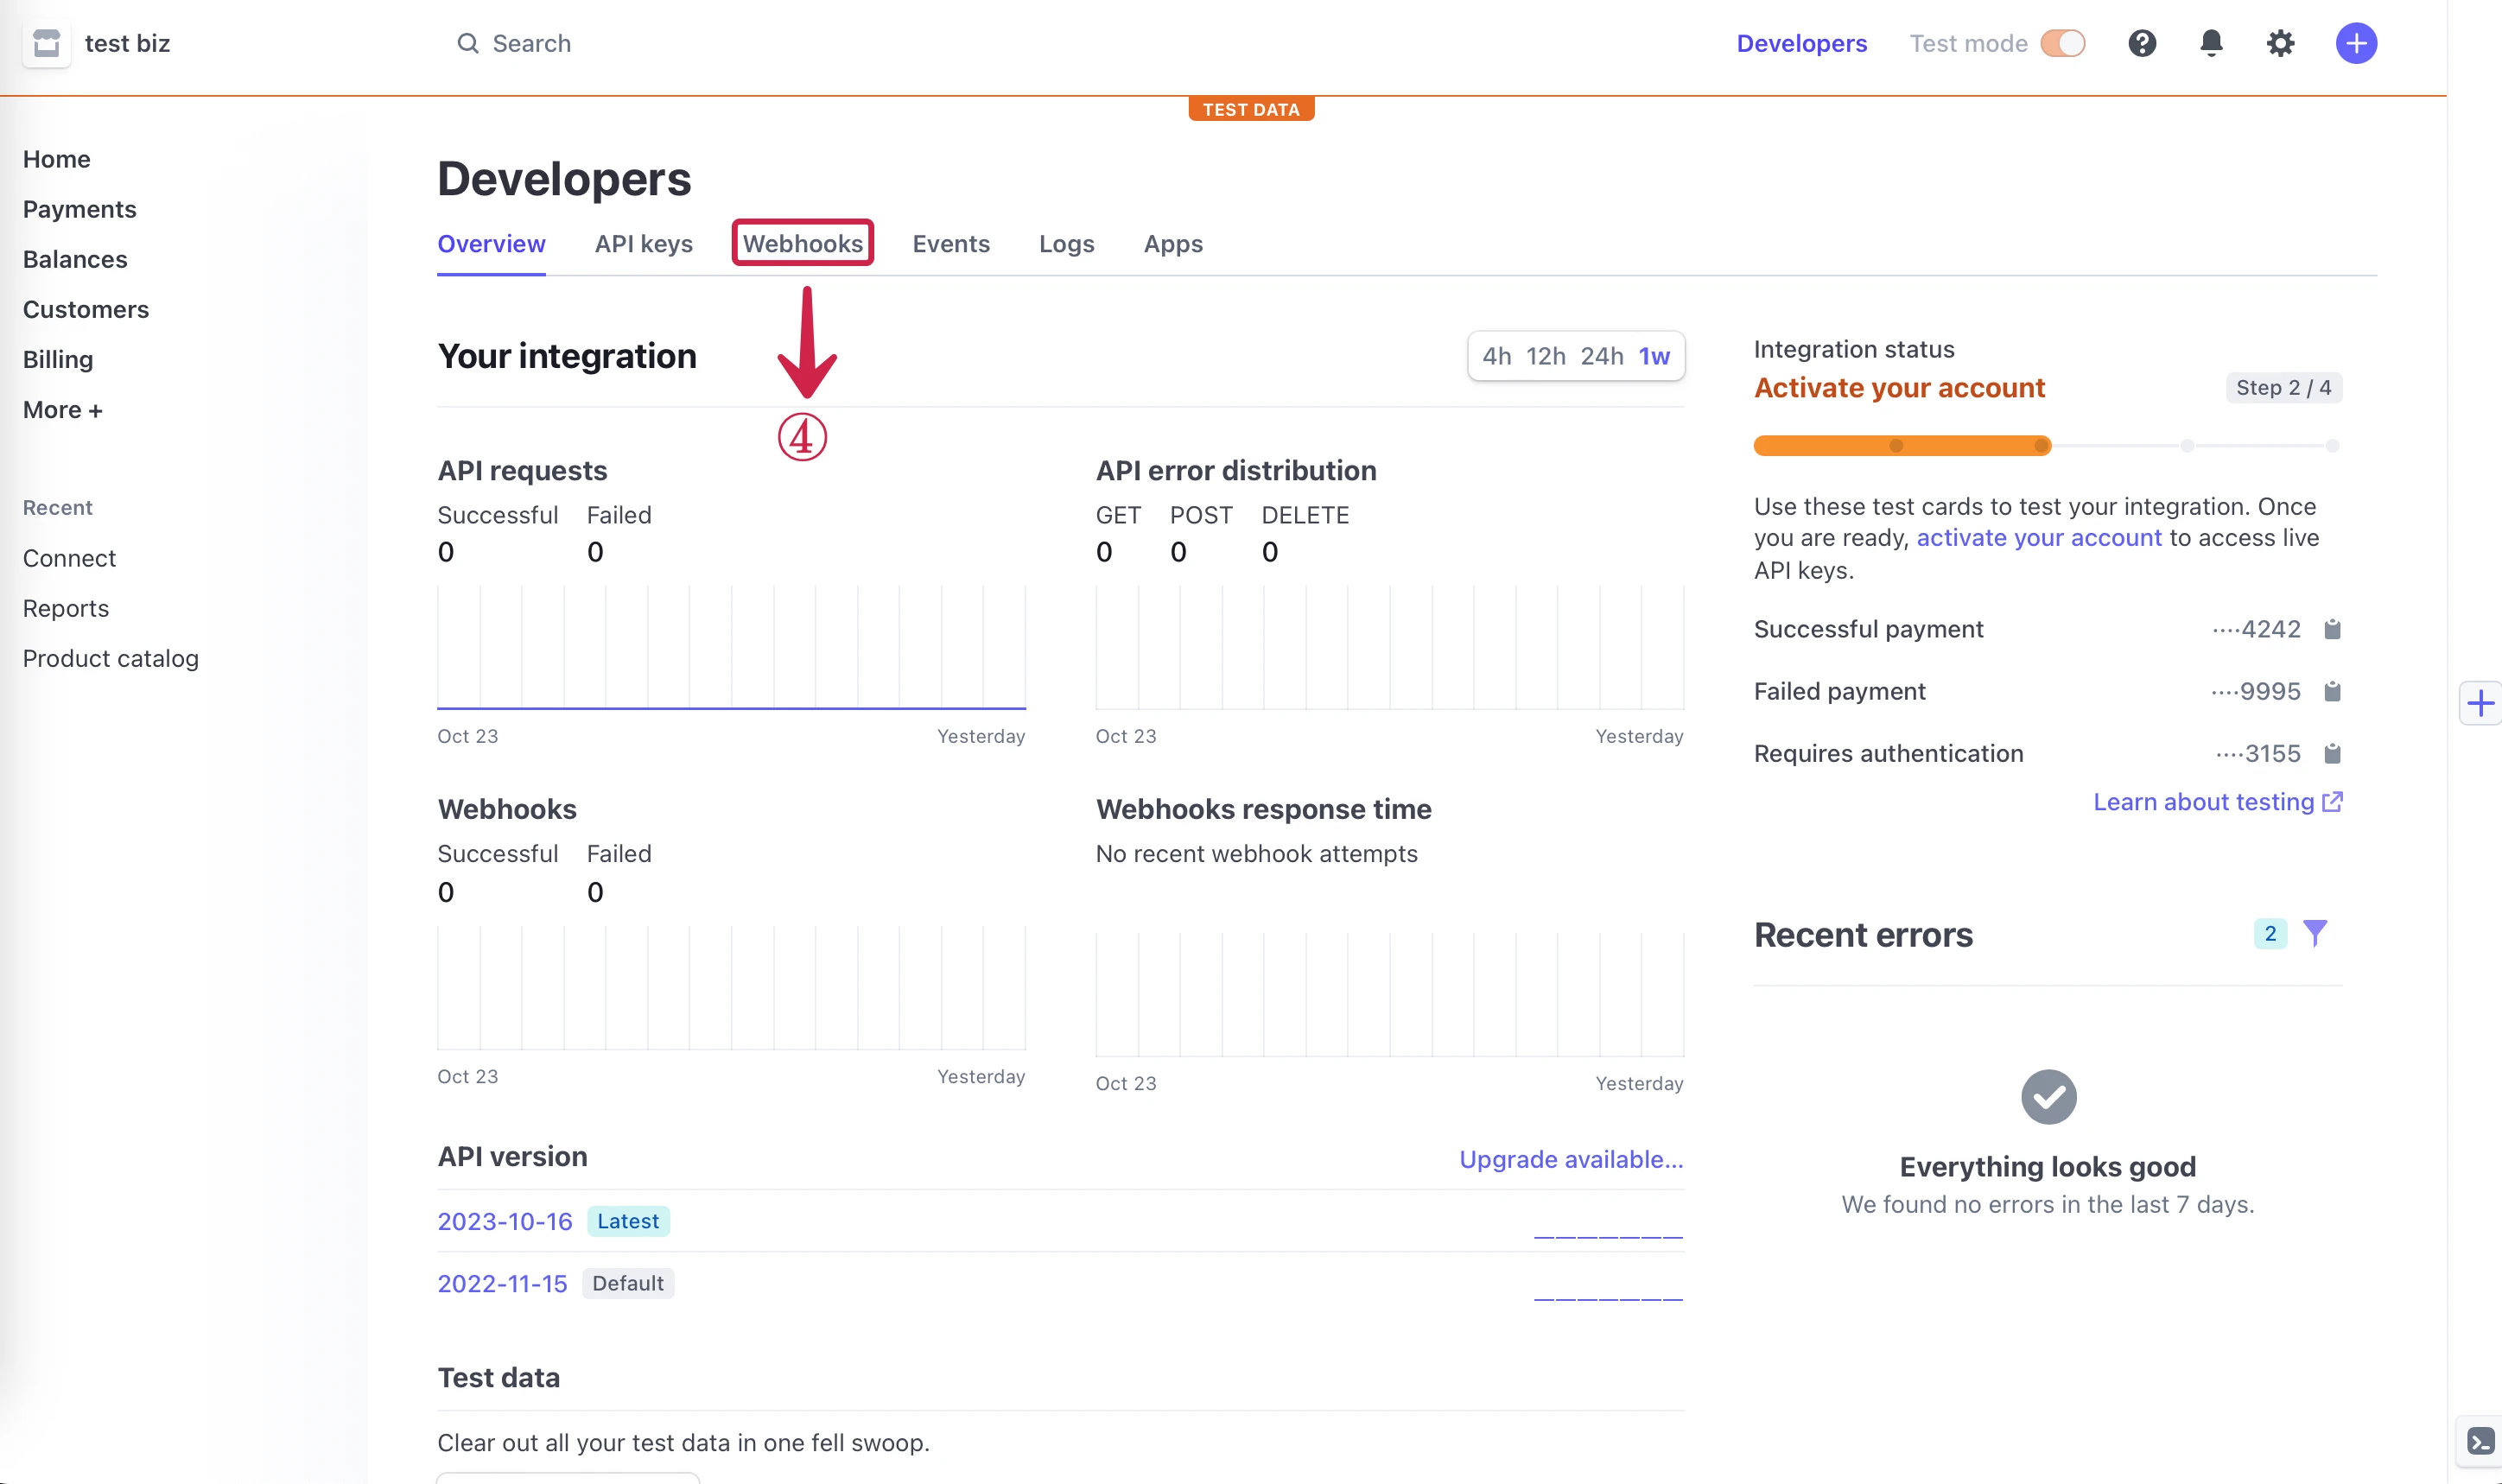 test biz
Search
Developers
Test mode
TEST DATA
Home
Payments
Balances
Customers
Billing
More +
Recent
Connect
Reports
Product catalog
Developers
Overview API keys Webhooks Events Logs Apps
④
Your integration
4h 12h 24h 1w
API requests
Successful Failed
0 0
Oct 23 Yesterday
API error distribution
GET POST DELETE
0 0 0
Oct 23 Yesterday
Webhooks
Successful Failed
0 0
Oct 23 Yesterday
Webhooks response time
No recent webhook attempts
Oct 23 Yesterday
API version
Upgrade available...
2023-10-16 Latest
2022-11-15 Default
Test data
Clear out all your test data in one fell swoop.
Integration status
Activate your account
Step 2 / 4
Use these test cards to test your integration. Once
you are ready, activate your account to access live
API keys.
Successful payment ····4242
Failed payment ····9995
Requires authentication ····3155
Learn about testing
Recent errors
2
Everything looks good
We found no errors in the last 7 days.